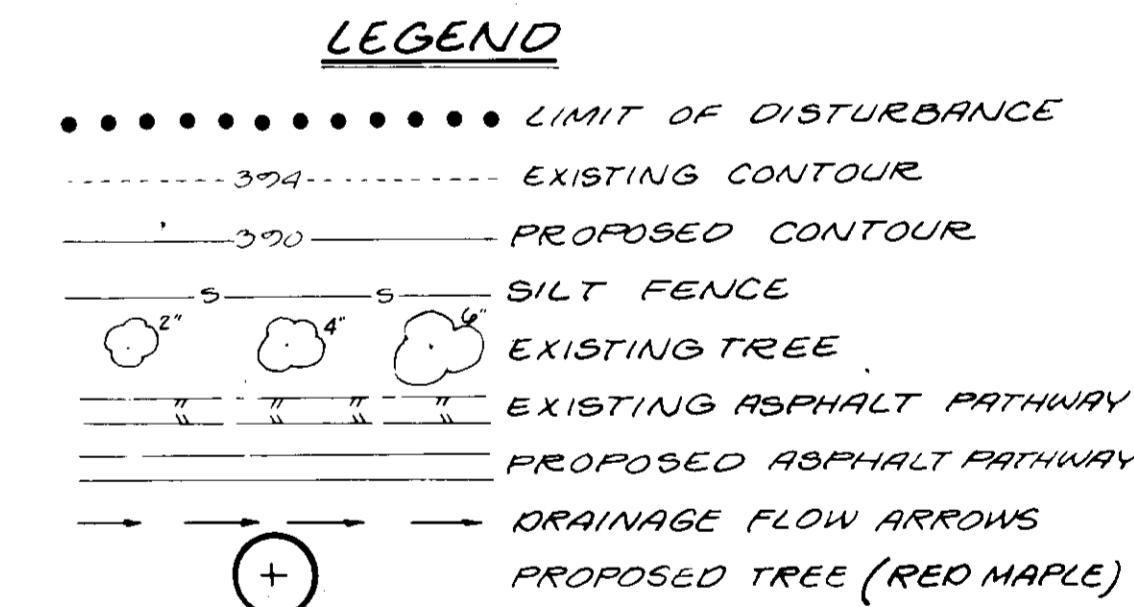 LEGEND
LIMIT OF DISTURBANCE
394 EXISTING CONTOUR
390 PROPOSED CONTOUR
S S SILT FENCE
2" 4" 6" EXISTING TREE
EXISTING ASPHALT PATHWAY
PROPOSED ASPHALT PATHWAY
DRAINAGE FLOW ARROWS
PROPOSED TREE (RED MAPLE)